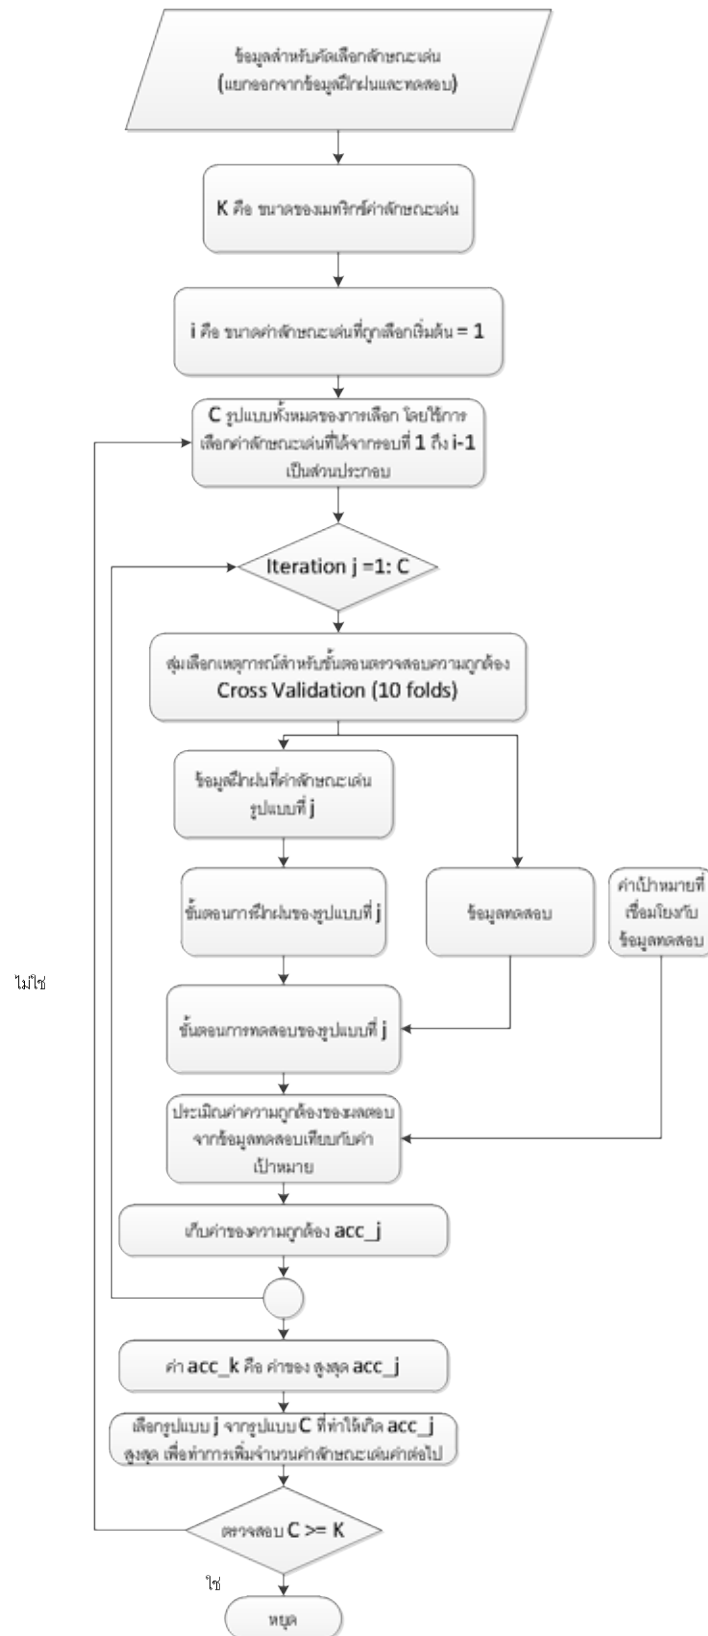 ข้อมูลสำหรับคัดเลือกลักษณะเด่น
(แยกออกจากข้อมูลฝึกฝนและทดสอบ)
K คือ ขนาดของเมทริกซ์ค่าลักษณะเด่น
i คือ ขนาดค่าลักษณะเด่นที่ถูกเลือกเริ่มต้น = 1
C รูปแบบทั้งหมดของการเลือก โดยใช้การ
เลือกค่าลักษณะเด่นที่ได้จากรอบที่ 1 ถึง i-1
เป็นส่วนประกอบ
Iteration j =1: C
สุ่มเลือกเหตุการณ์สำหรับขั้นตอนตรวจสอบความถูกต้อง
Cross Validation (10 folds)
ข้อมูลฝึกฝนที่ค่าลักษณะเด่น
รูปแบบที่ j
ขั้นตอนการฝึกฝนของรูปแบบที่ j
ข้อมูลทดสอบ
ค่าเป้าหมายที่
เชื่อมโยงกับ
ข้อมูลทดสอบ
ไม่ใช่
ขั้นตอนการทดสอบของรูปแบบที่ j
ประเมิณค่าความถูกต้องของผลตอบ
จากข้อมูลทดสอบเทียบกับค่า
เป้าหมาย
เก็บค่าของความถูกต้อง acc_j
ค่า acc_k คือ ค่าของ สูงสุด acc_j
เลือกรูปแบบ j จากรูปแบบ C ที่ทำให้เกิด acc_j
สูงสุด เพื่อทำการเพิ่มจำนวนค่าลักษณะเด่นค่าต่อไป
ตรวจสอบ C >= K
ใช่
หยุด